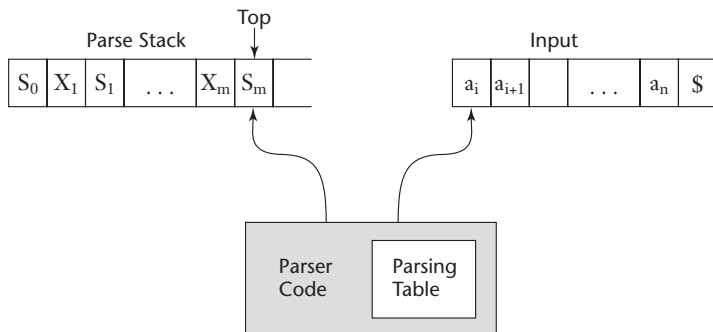 Top
Parse Stack
Input
S₀ X₁ S₁ . . . Xₘ Sₘ
aᵢ aᵢ₊₁ . . . aₙ $
Parser
Code
Parsing
Table